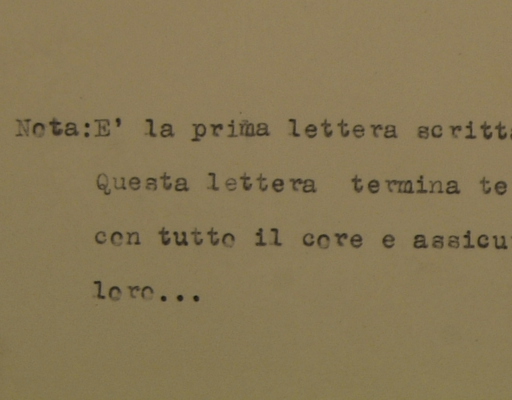 Nota:E' la prima lettera scritta
Questa lettera termina te
con tutto il core e assicu
loro...